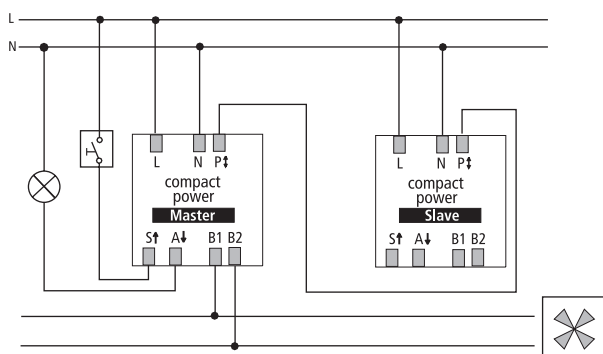 L
N
L N P↕
compact
power
Master
S↑ A↓ B1 B2
L N P↕
compact
power
Slave
S↑ A↓ B1 B2